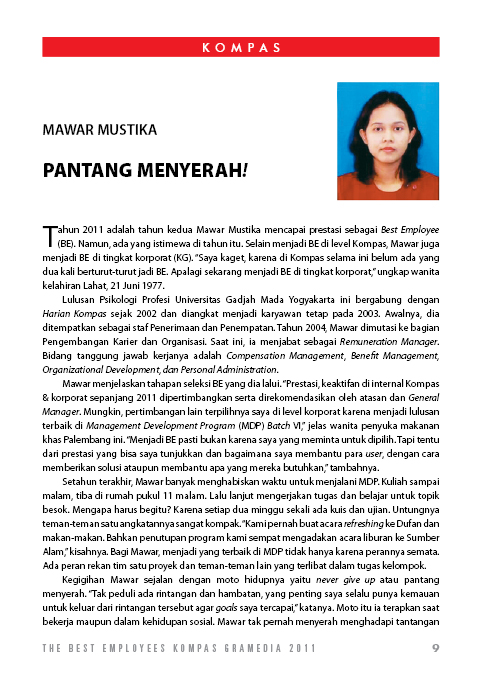 KOMPAS
MAWAR MUSTIKA
PANTANG MENYERAH!
Tahun 2011 adalah tahun kedua Mawar Mustika mencapai prestasi sebagai Best Employee
(BE). Namun, ada yang istimewa di tahun itu. Selain menjadi BE di level Kompas, Mawar juga
menjadi BE di tingkat korporat (KG). “Saya kaget, karena di Kompas selama ini belum ada yang
dua kali berturut-turut jadi BE. Apalagi sekarang menjadi BE di tingkat korporat,” ungkap wanita
kelahiran Lahat, 21 Juni 1977.
Lulusan Psikologi Profesi Universitas Gadjah Mada Yogyakarta ini bergabung dengan
Harian Kompas sejak 2002 dan diangkat menjadi karyawan tetap pada 2003. Awalnya, dia
ditempatkan sebagai staf Penerimaan dan Penempatan. Tahun 2004, Mawar dimutasi ke bagian
Pengembangan Karier dan Organisasi. Saat ini, ia menjabat sebagai Remuneration Manager.
Bidang tanggung jawab kerjanya adalah Compensation Management, Benefit Management,
Organizational Development, dan Personal Administration.
Mawar menjelaskan tahapan seleksi BE yang dia lalui. “Prestasi, keaktifan di internal Kompas
& korporat sepanjang 2011 dipertimbangkan serta direkomendasikan oleh atasan dan General
Manager. Mungkin, pertimbangan lain terpilihnya saya di level korporat karena menjadi lulusan
terbaik di Management Development Program (MDP) Batch VI,” jelas wanita penyuka makanan
khas Palembang ini. “Menjadi BE pasti bukan karena saya yang meminta untuk dipilih. Tapi tentu
dari prestasi yang bisa saya tunjukkan dan bagaimana saya membantu para user, dengan cara
memberikan solusi ataupun membantu apa yang mereka butuhkan,” tambahnya.
Setahun terakhir, Mawar banyak menghabiskan waktu untuk menjalani MDP. Kuliah sampai
malam, tiba di rumah pukul 11 malam. Lalu lanjut mengerjakan tugas dan belajar untuk topik
besok. Mengapa harus begitu? Karena setiap dua minggu sekali ada kuis dan ujian. Untungnya
teman-teman satu angkatannya sangat kompak. “Kami pernah buat acara refreshing ke Dufan dan
makan-makan. Bahkan penutupan program kami sempat mengadakan acara liburan ke Sumber
Alam,” kisahnya. Bagi Mawar, menjadi yang terbaik di MDP tidak hanya karena perannya semata.
Ada peran rekan tim satu proyek dan teman-teman lain yang terlibat dalam tugas kelompok.
Kegigihan Mawar sejalan dengan moto hidupnya yaitu never give up atau pantang
menyerah. “Tak peduli ada rintangan dan hambatan, yang penting saya selalu punya kemauan
untuk keluar dari rintangan tersebut agar goals saya tercapai,” katanya. Moto itu ia terapkan saat
bekerja maupun dalam kehidupan sosial. Mawar tak pernah menyerah menghadapi tantangan
THE BEST EMPLOYEES KOMPAS GRAMEDIA 2011 9